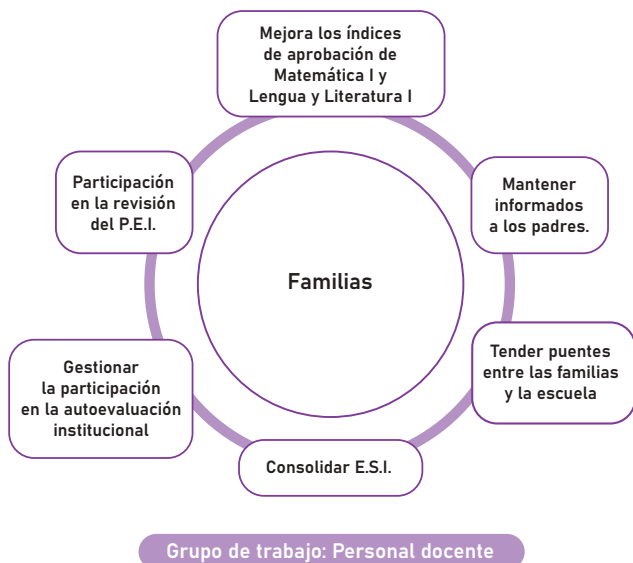 Mejora los índices
de aprobación de
Matemática I y
Lengua y Literatura I
Participación
en la revisión
del P.E.I.
Mantener
informados
a los padres.
Familias
Gestionar
la participación
en la autoevaluación
institucional
Tender puentes
entre las familias
y la escuela
Consolidar E.S.I.
Grupo de trabajo: Personal docente